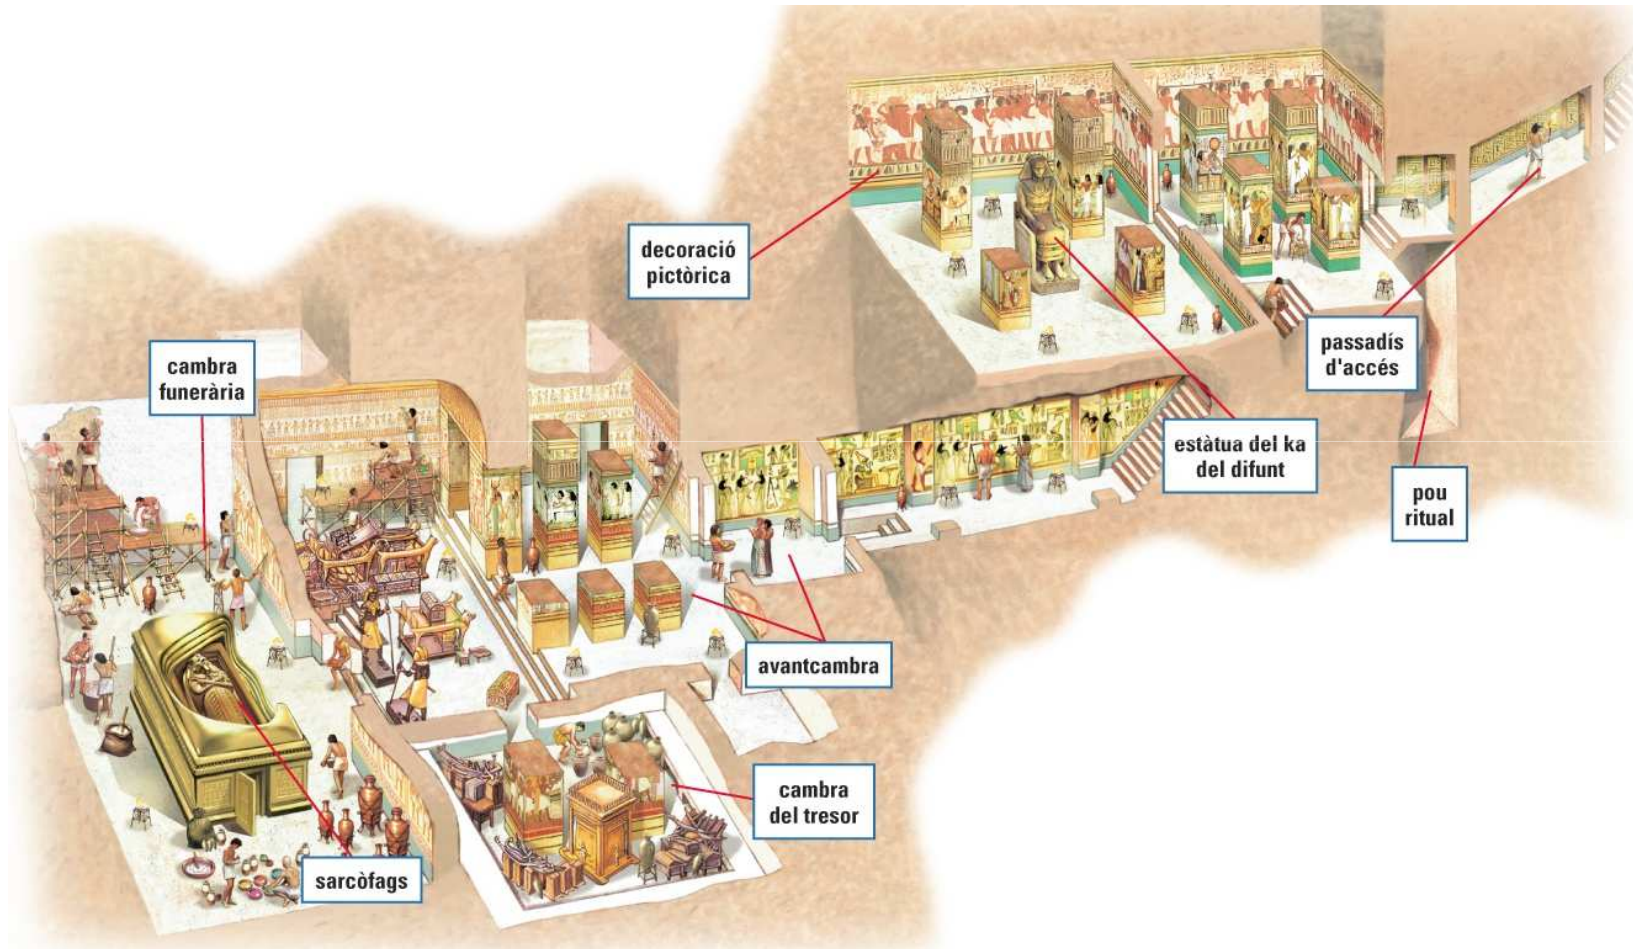 decoració
pictòrica
cambra
funerària
passadís
d'accés
estàtua del ka
del difunt
pou
ritual
avantcambra
cambra
del tresor
sarcòfags